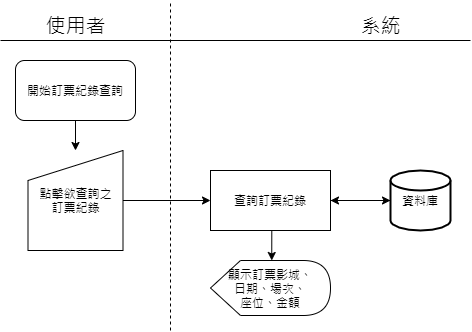 使用者
系統
開始訂票紀錄查詢
點擊欲查詢之
訂票紀錄
查詢訂票紀錄
資料庫
顯示訂票影城、
日期、場次、
座位、金額